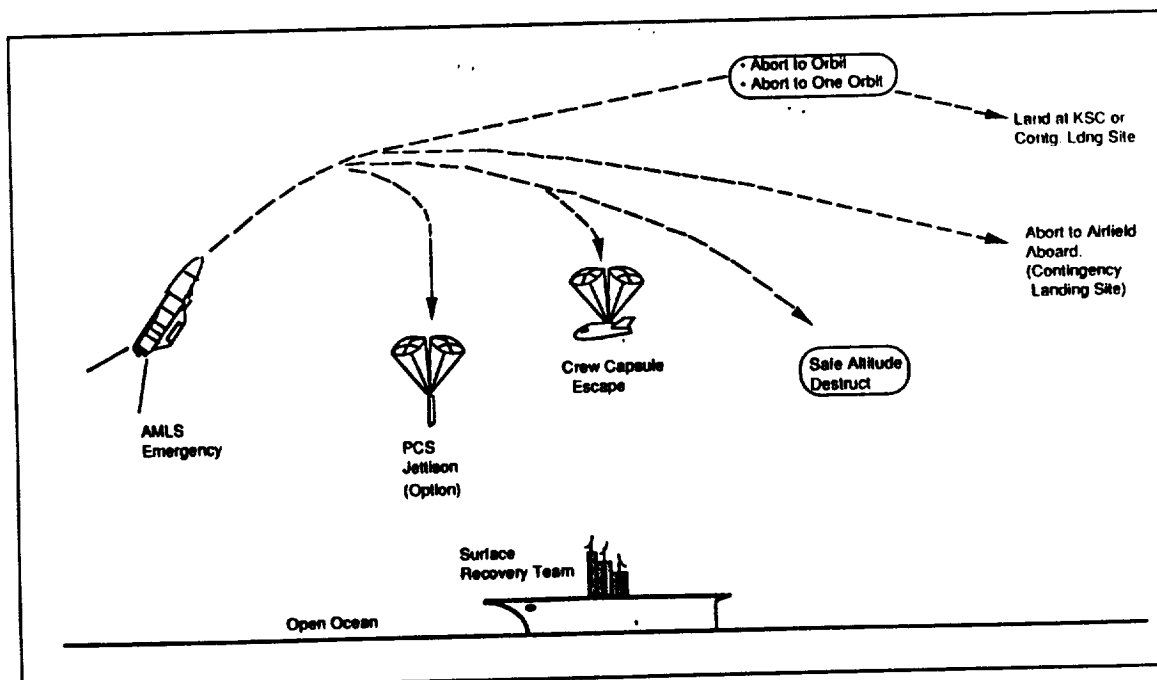 • Abort to Orbit
• Abort to One Orbit
Land at KSC or
Contg. Ldng Site
Abort to Airfield
Aboard.
(Contingency
Landing Site)
Crew Capsule
Escape
Safe Altitude
Destruct
AMLS
Emergency
PCS
Jettison
(Option)
Surface
Recovery Team
Open Ocean